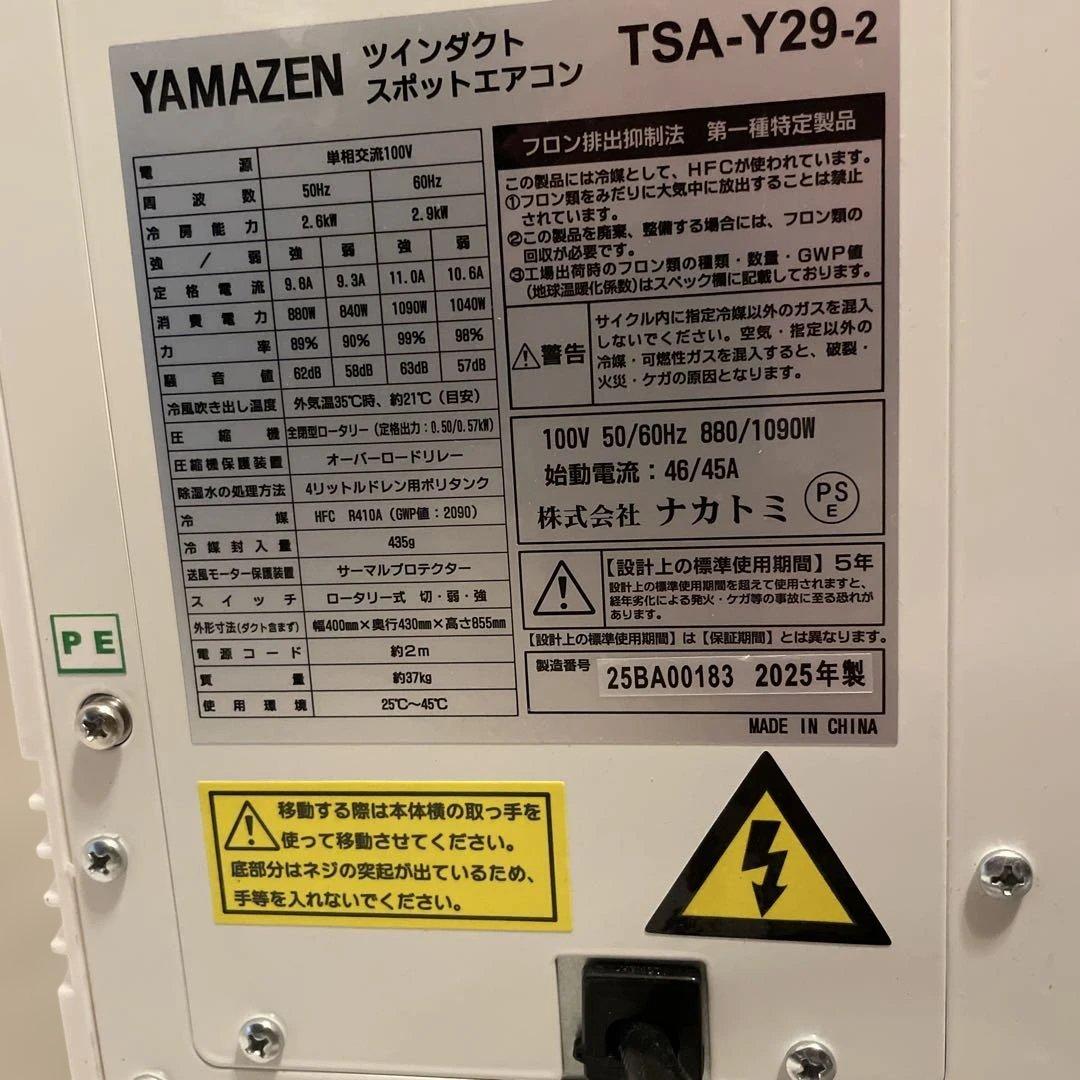 YAMAZEN
ツインダクト
スポットエアコン
TSA-Y29-2
電源 単相交流100V
周波数 50Hz 60Hz
冷房能力 2.6kW 2.9kW
強/弱 強 弱 強 弱
定格電流 9.8A 9.3A 11.0A 10.6A
消費電力 880W 840W 1090W 1040W
力率 89% 90% 99% 98%
騒音値 62dB 58dB 63dB 57dB
冷風吹き出し温度 外気温35℃時、約21℃（目安）
圧縮機 全閉型ロータリー（定格出力：0.50/0.57kW）
圧縮機保護装置 オーバーロードリレー
除湿水の処理方法 4リットルドレン用ポリタンク
冷媒 HFC R410A（GWP値：2090）
冷媒封入量 435g
送風モーター保護装置 サーマルプロテクター
スイッチ ロータリー式 切・弱・強
外形寸法（ダクト含まず） 幅400mm×奥行430mm×高さ855mm
電源コード 約2m
質量 約37kg
使用環境 25℃～45℃
フロン排出抑制法 第一種特定製品
この製品には冷媒として、HFCが使われています。
①フロン類をみだりに大気中に放出することは禁止
されています。
②この製品を廃棄、整備する場合には、フロン類の
回収が必要です。
③工場出荷時のフロン類の種類・数量・GWP値
（地球温暖化係数）はスペック欄に記載しております。
警告
サイクル内に指定冷媒以外のガスを混入
しないでください。空気・指定以外の
冷媒・可燃性ガスを混入すると、破裂・
火災・ケガの原因となります。
100V 50/60Hz 880/1090W
始動電流：46/45A
株式会社 ナカトミ
PS
E
【設計上の標準使用期間】5年
設計上の標準使用期間を超えて使用されますと、
経年劣化による発火・ケガ等の事故に至る恐れが
あります。
【設計上の標準使用期間】は【保証期間】とは異なります。
製造番号 25BA00183 2025年製
MADE IN CHINA
PE
移動する際は本体横の取っ手を
使って移動させてください。
底部分はネジの突起が出ているため、
手等を入れないでください。